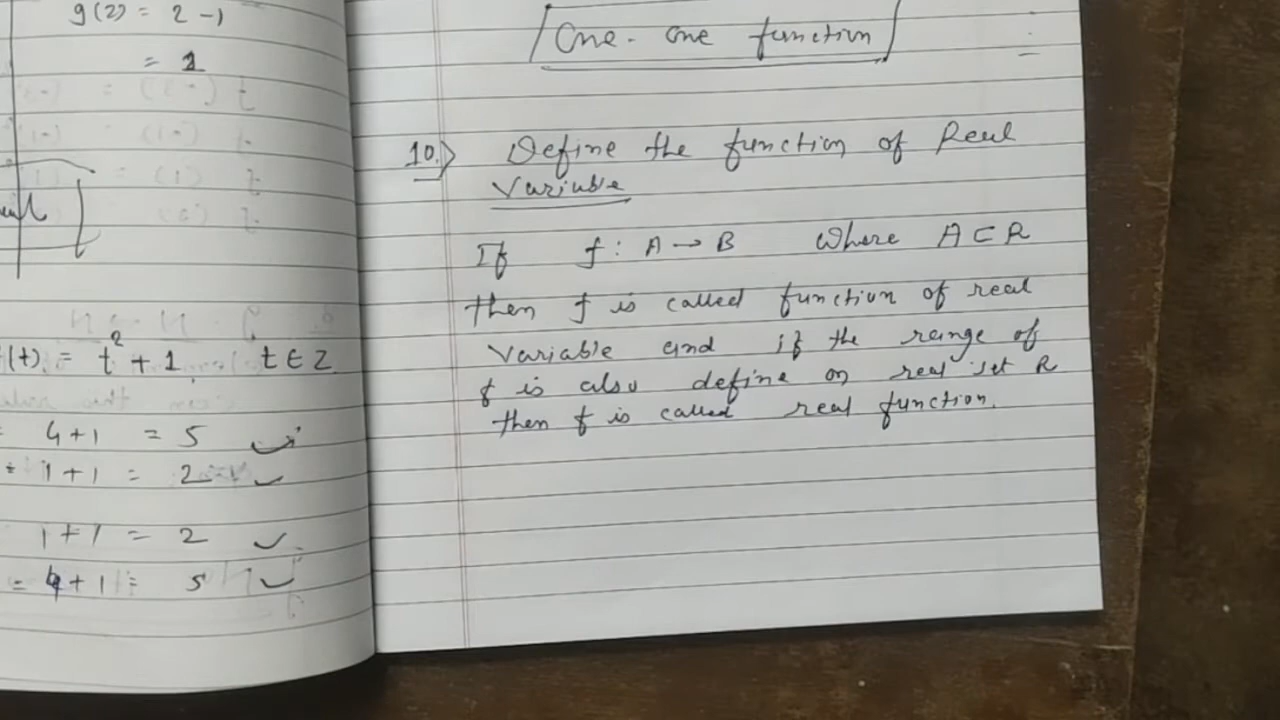 g(2) = 2 - 1
= 1
(t) = t² + 1, t ∈ Z
4+1 = 5
1+1 = 2
1+1 = 2
= 4+1 = 5
One - One function
10. Define the function of Real
Variable
If f : A → B Where A ⊂ R
then f is called function of real
Variable and if the range of
f is also define on real set R
then f is called real function.